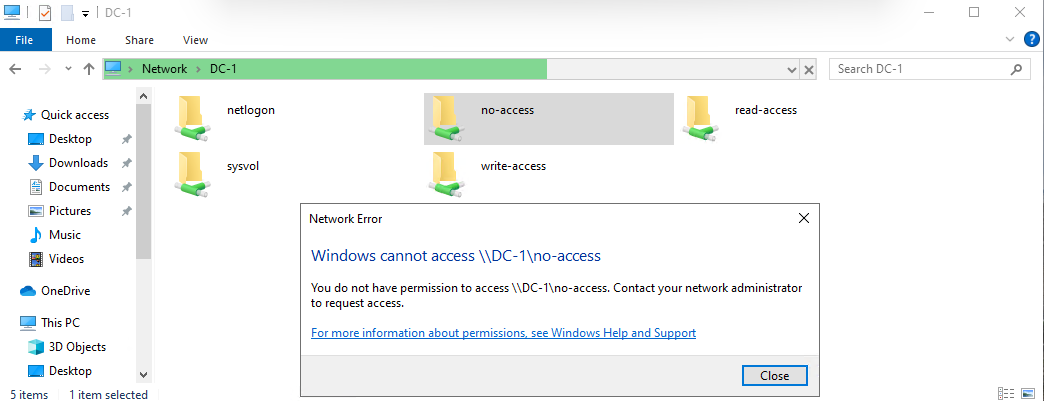 DC-1
File Home Share View
Network DC-1
Search DC-1
Quick access
Desktop
Downloads
Documents
Pictures
Music
Videos
OneDrive
This PC
3D Objects
Desktop
netlogon
no-access
read-access
sysvol
write-access
Network Error
Windows cannot access \\DC-1\no-access
You do not have permission to access \\DC-1\no-access. Contact your network administrator
to request access.
For more information about permissions, see Windows Help and Support
Close
5 items 1 item selected